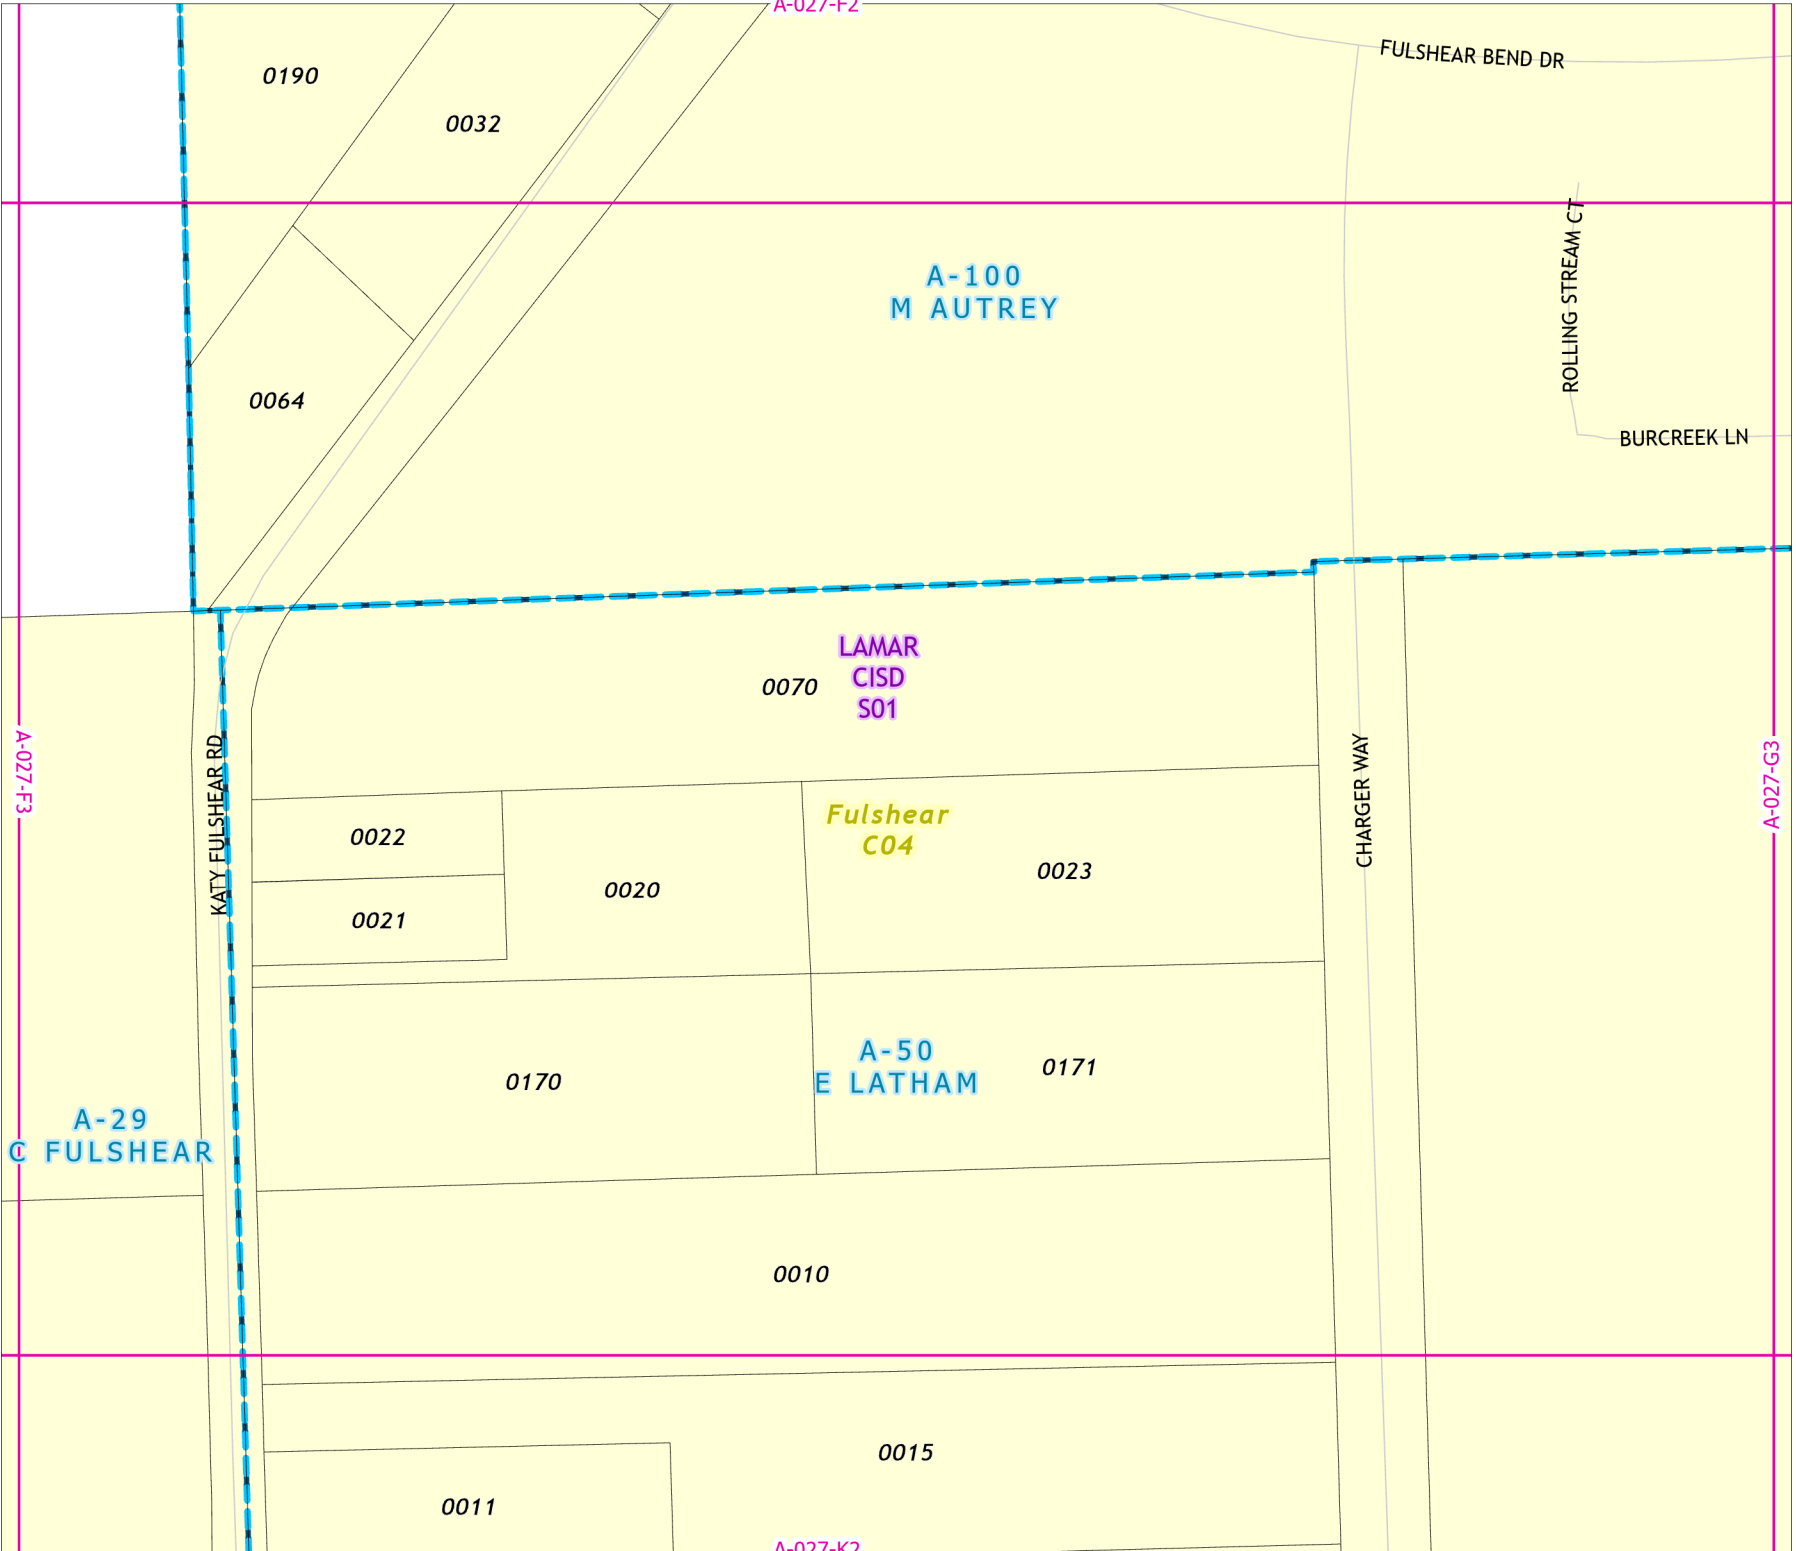 A-027-F2
FULSHEAR BEND DR
0190
0032
ROLLING STREAM CT
A-100
M AUTREY
0064
BURCREEK LN
LAMAR
CISD
S01
0070
A-027-F3
KATY FULSHEAR RD
CHARGER WAY
A-027-G3
Fulshear
C04
0022
0023
0020
0021
A-50
E LATHAM
0170
0171
A-29
C FULSHEAR
0010
0015
0011
A-027-K2